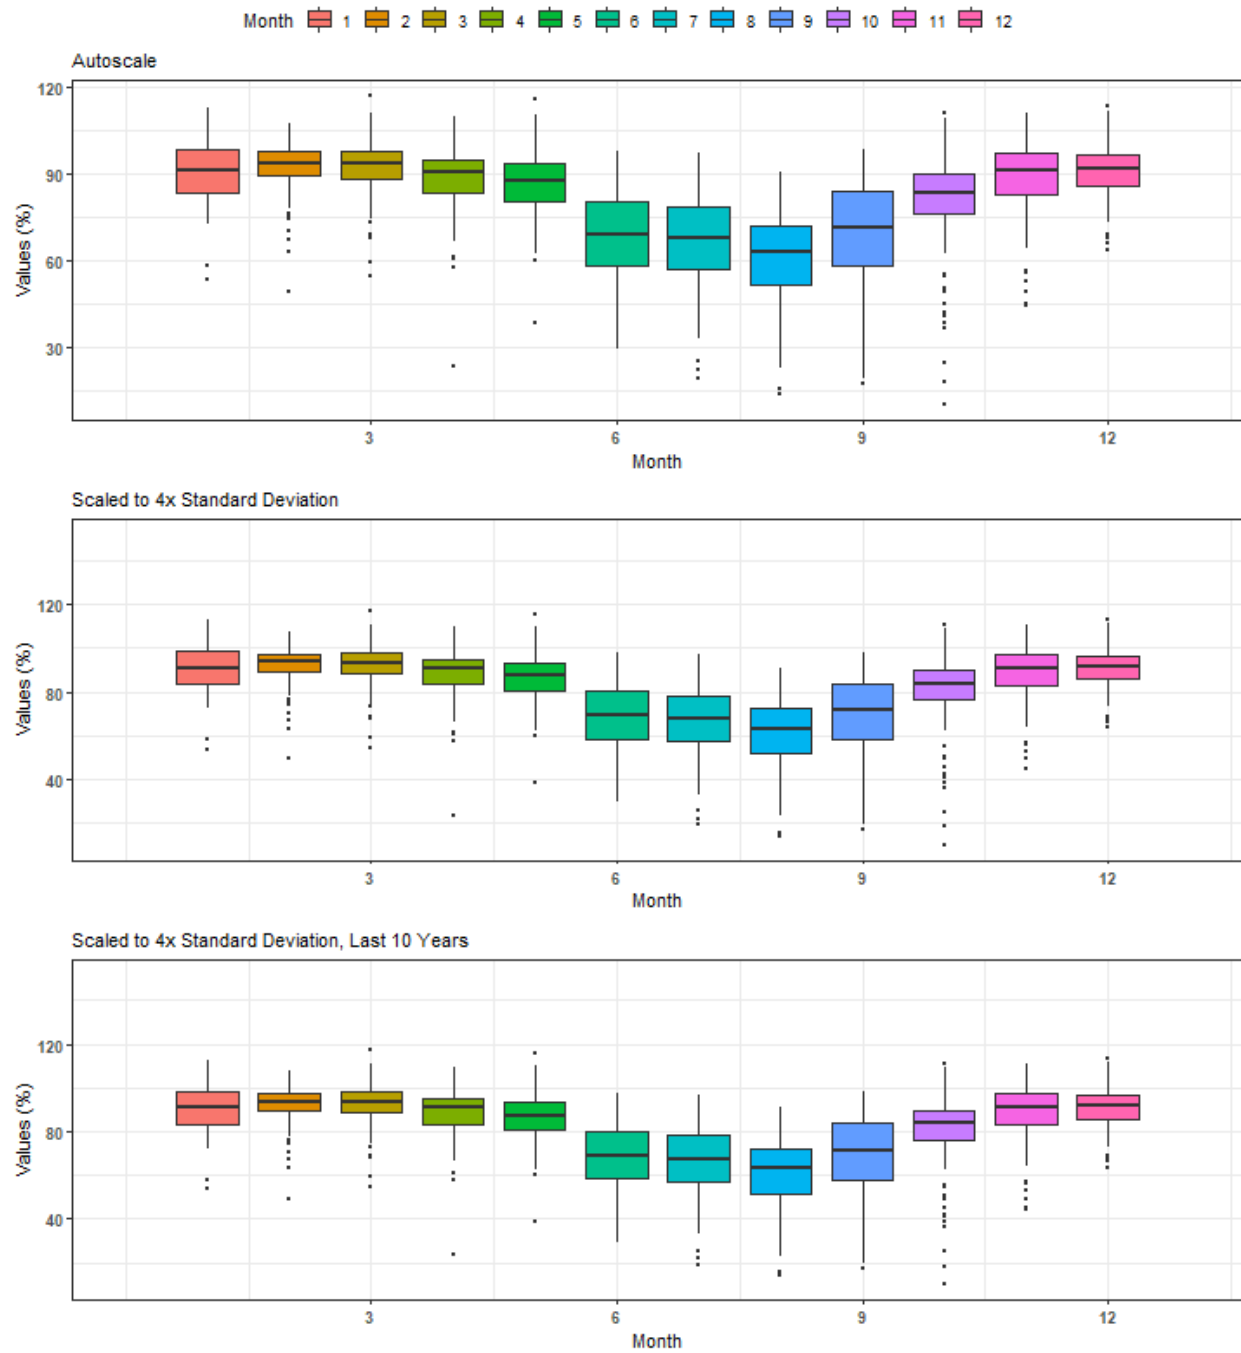 Month 1 2 3 4 5 6 7 8 9 10 11 12
Autoscale
120
90
60
30
Values (%)
3 6 9 12
Month
Scaled to 4x Standard Deviation
120
80
40
Values (%)
3 6 9 12
Month
Scaled to 4x Standard Deviation, Last 10 Years
120
80
40
Values (%)
3 6 9 12
Month